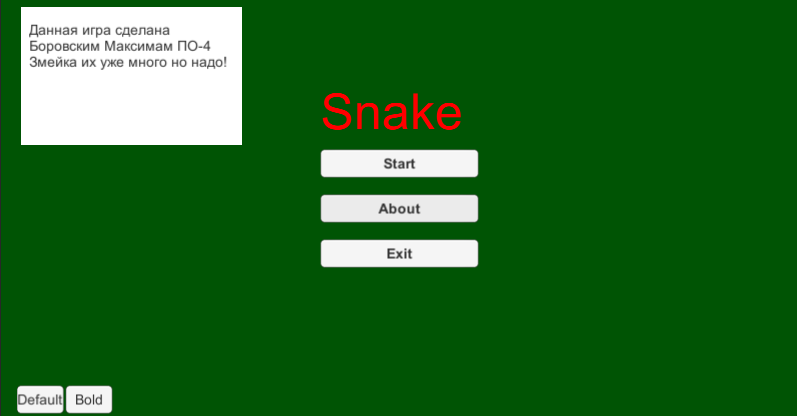 Данная игра сделана
Боровским Максимам ПО-4
Змейка их уже много но надо!
Snake
Start
About
Exit
Default Bold